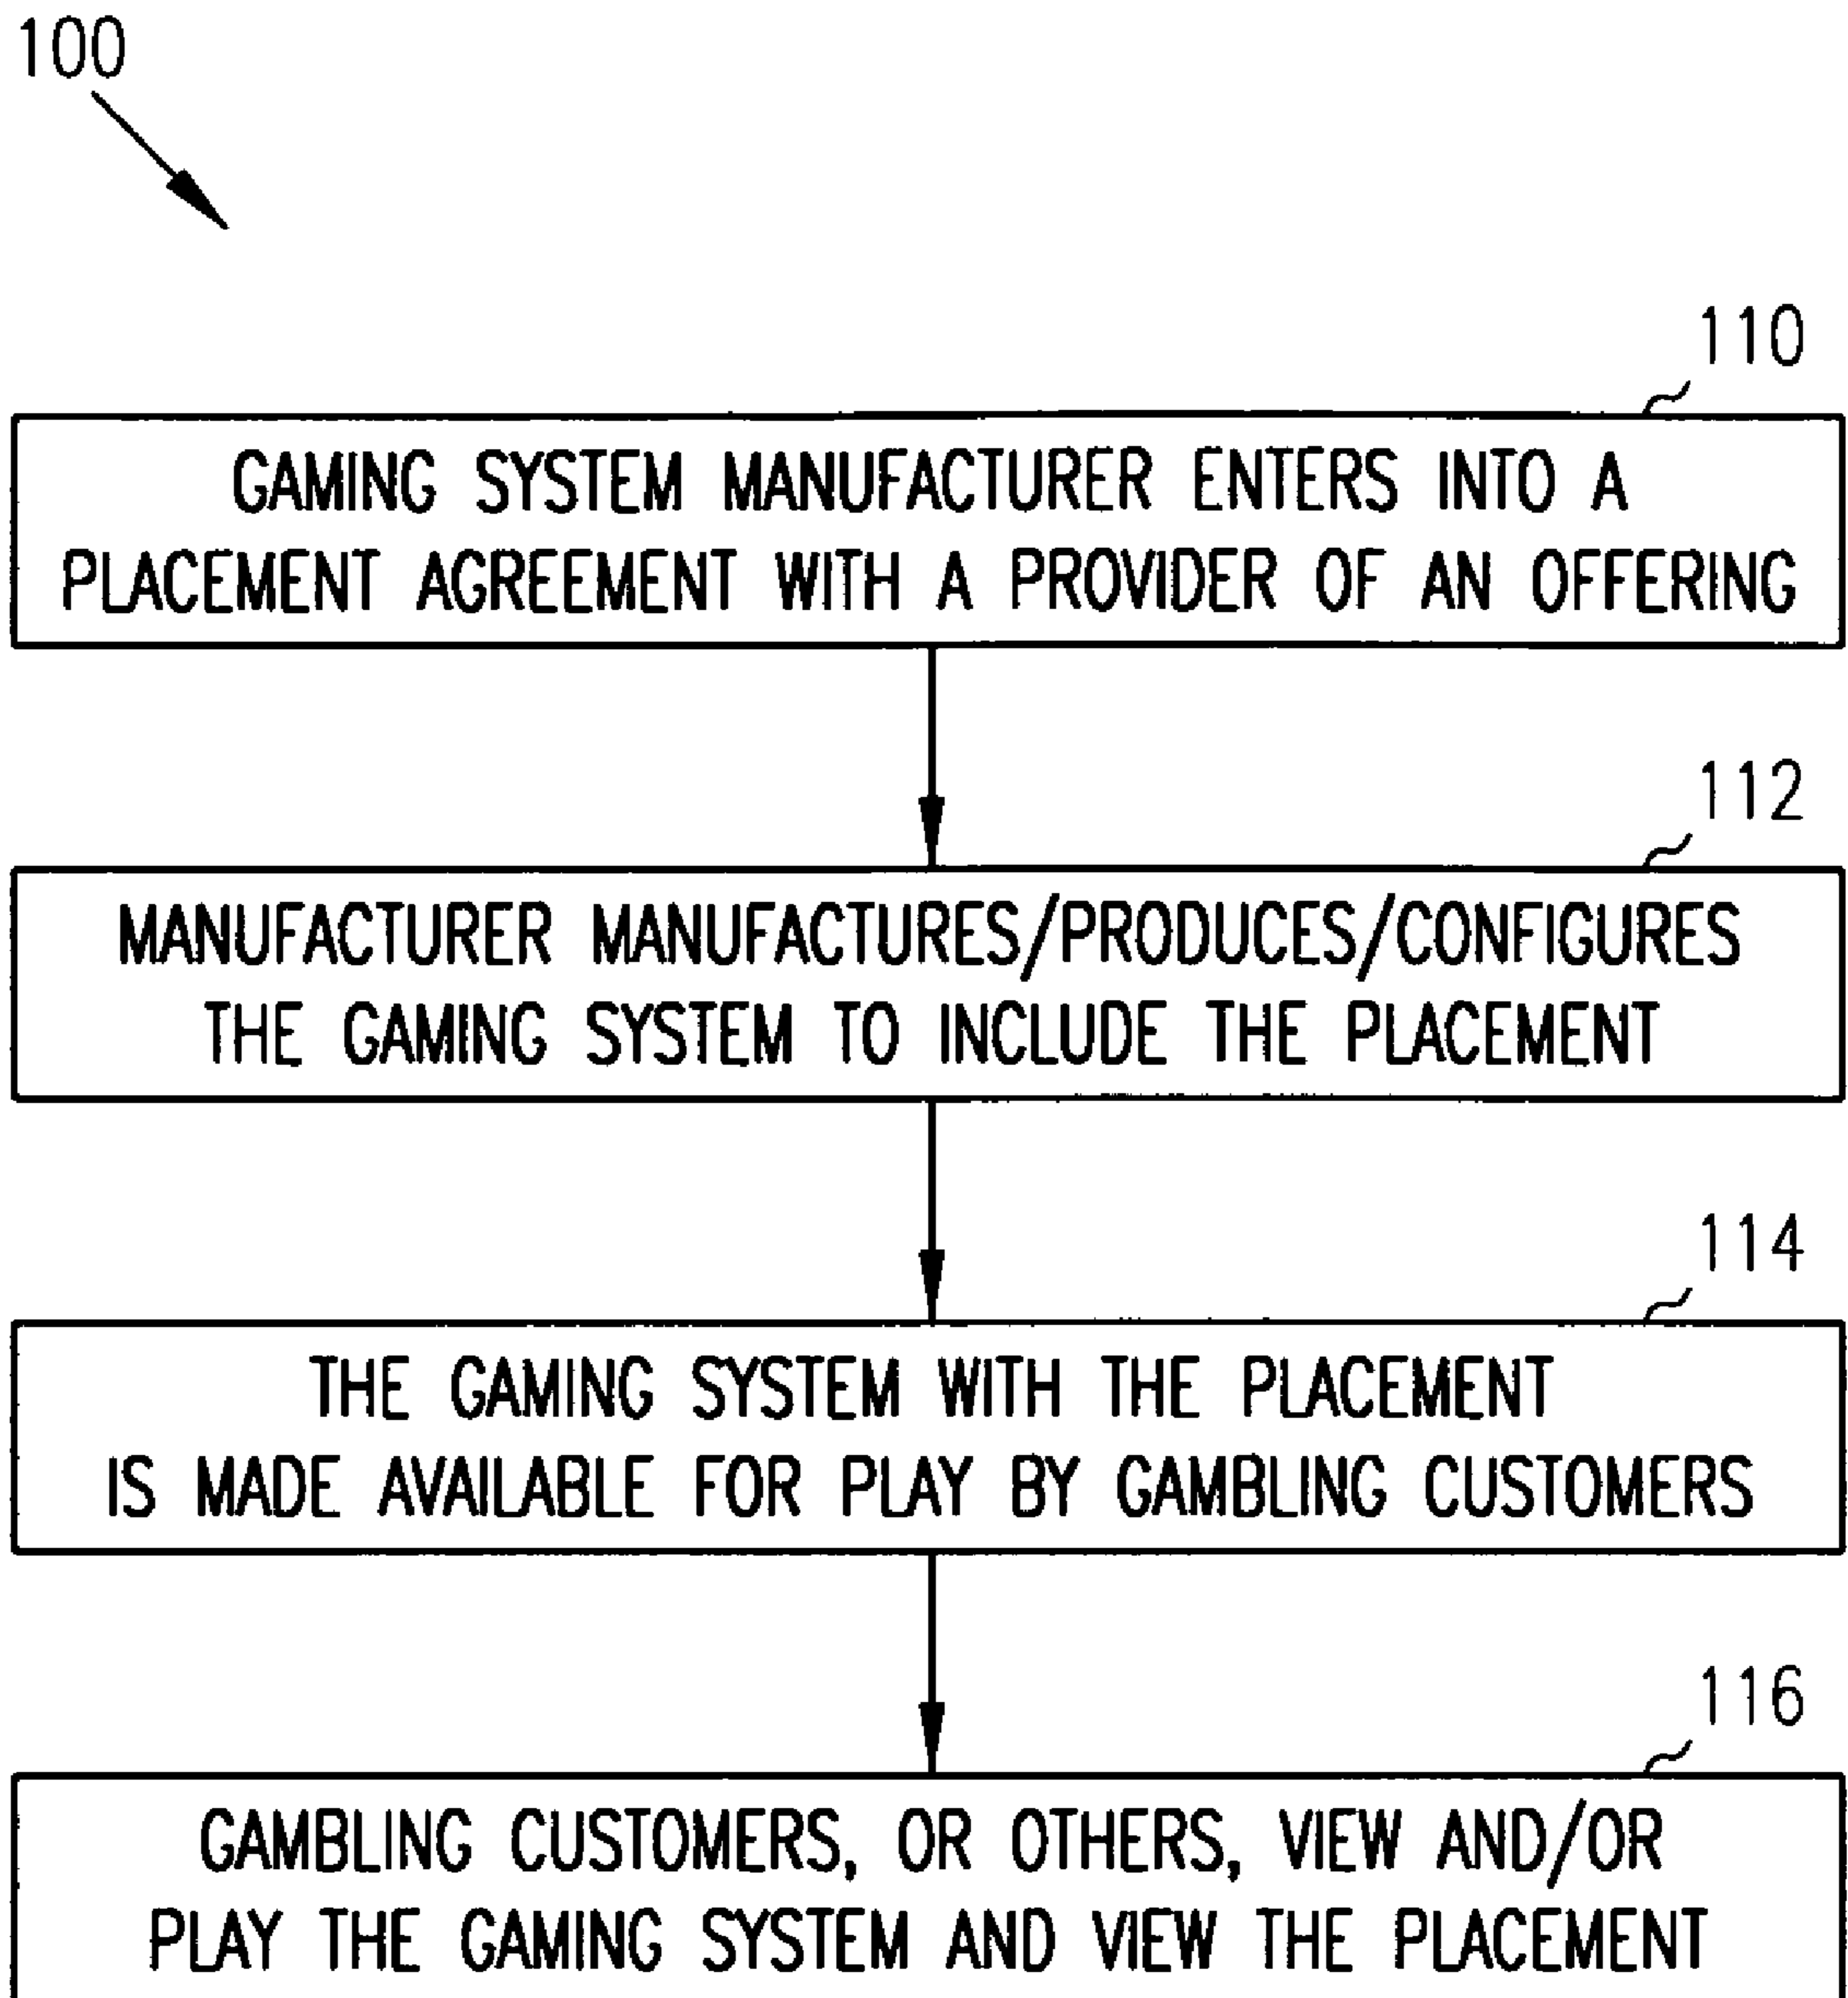 100
110
GAMING SYSTEM MANUFACTURER ENTERS INTO A
PLACEMENT AGREEMENT WITH A PROVIDER OF AN OFFERING
112
MANUFACTURER MANUFACTURES/PRODUCES/CONFIGURES
THE GAMING SYSTEM TO INCLUDE THE PLACEMENT
114
THE GAMING SYSTEM WITH THE PLACEMENT
IS MADE AVAILABLE FOR PLAY BY GAMBLING CUSTOMERS
116
GAMBLING CUSTOMERS, OR OTHERS, VIEW AND/OR
PLAY THE GAMING SYSTEM AND VIEW THE PLACEMENT